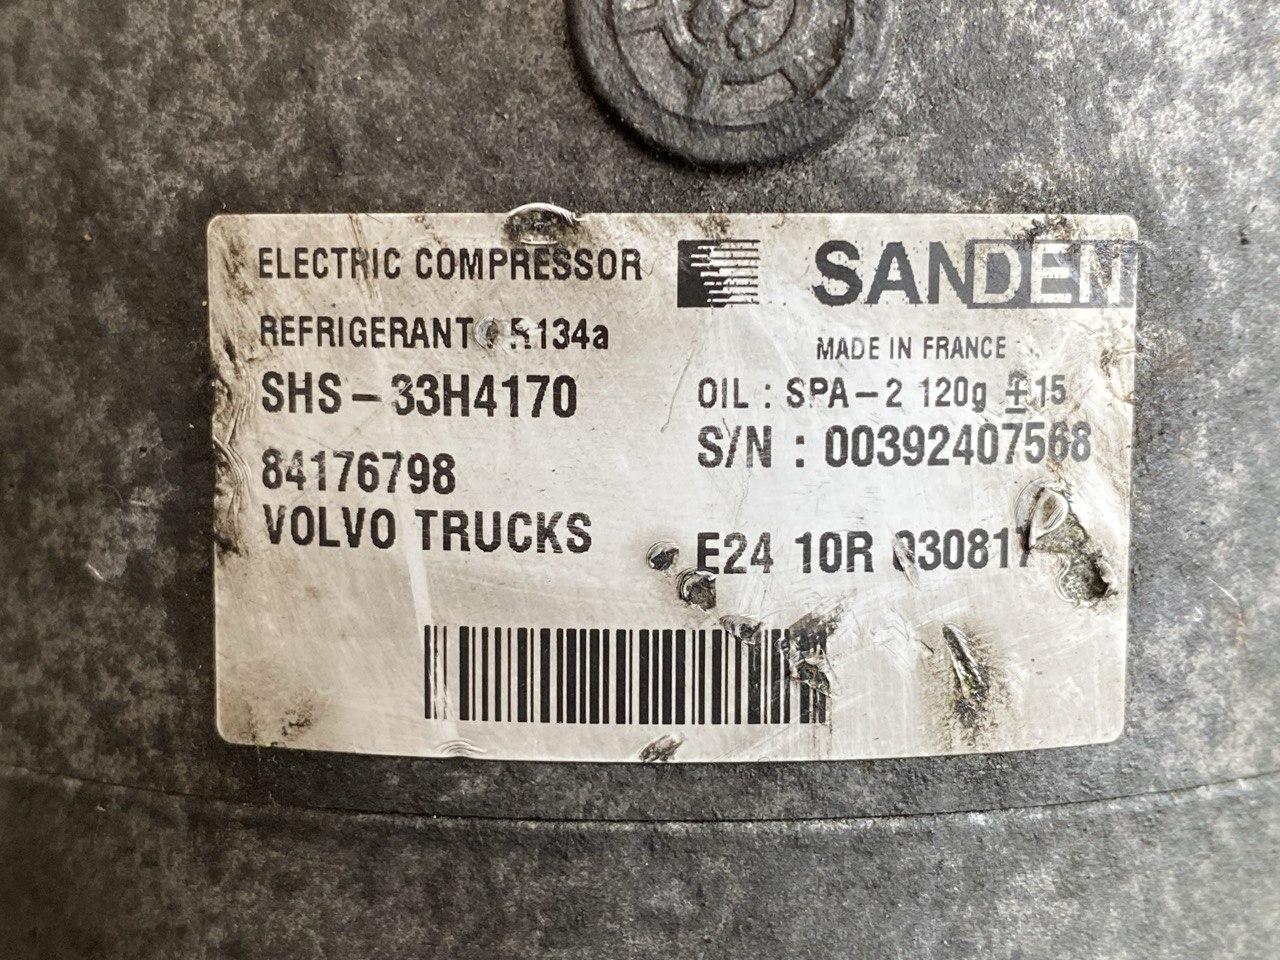 ELECTRIC COMPRESSOR
SANDEN
REFRIGERANT : R134a
MADE IN FRANCE
SHS - 33H4170
OIL : SPA - 2 120g ± 15
S/N : 00392407568
84176798
VOLVO TRUCKS
E24 10R 030817